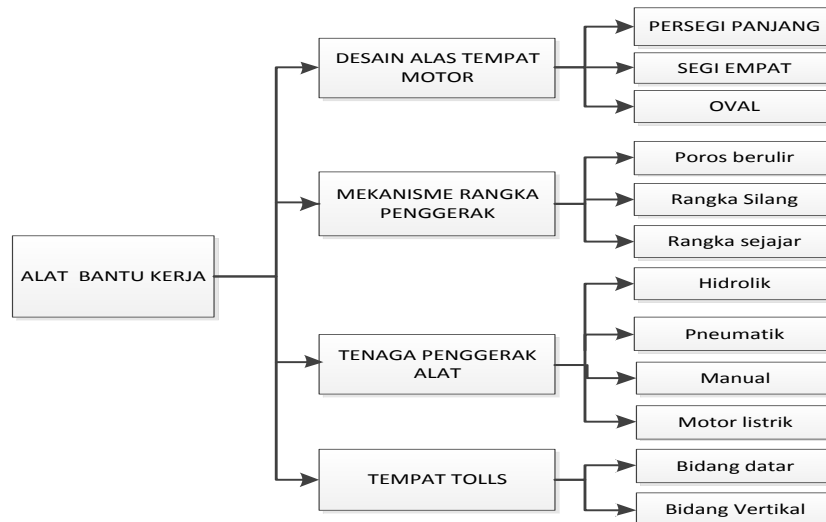 ALAT BANTU KERJA
DESAIN ALAS TEMPAT
MOTOR
PERSEGI PANJANG
SEGI EMPAT
OVAL
MEKANISME RANGKA
PENGGERAK
Poros berulir
Rangka Silang
Rangka sejajar
TENAGA PENGGERAK
ALAT
Hidrolik
Pneumatik
Manual
Motor listrik
TEMPAT TOLLS
Bidang datar
Bidang Vertikal